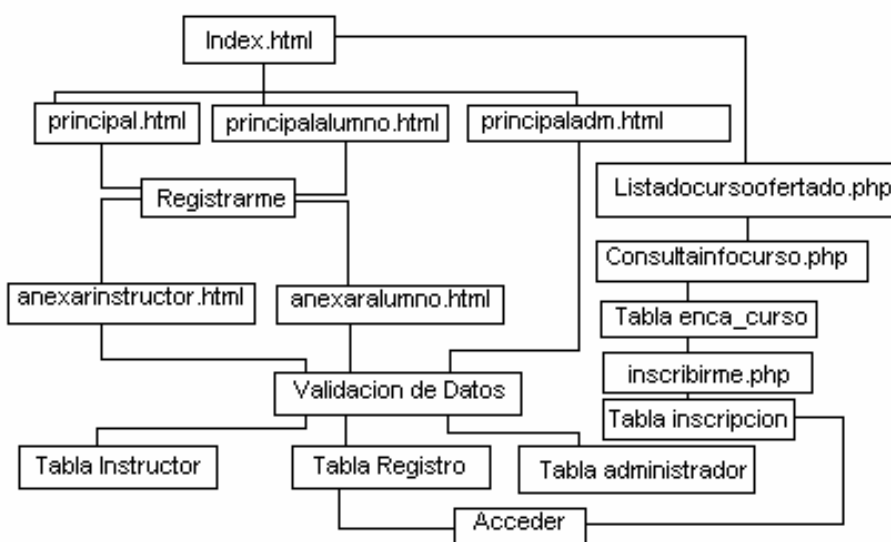 Index.html
principal.html
principalalumno.html
principaladm.html
Listadocursoofertado.php
Registrarme
Consultainfocurso.php
anexarinstructor.html
anexaralumno.html
Tabla enca_curso
inscribirme.php
Validacion de Datos
Tabla inscripcion
Tabla Instructor
Tabla Registro
Tabla administrador
Acceder